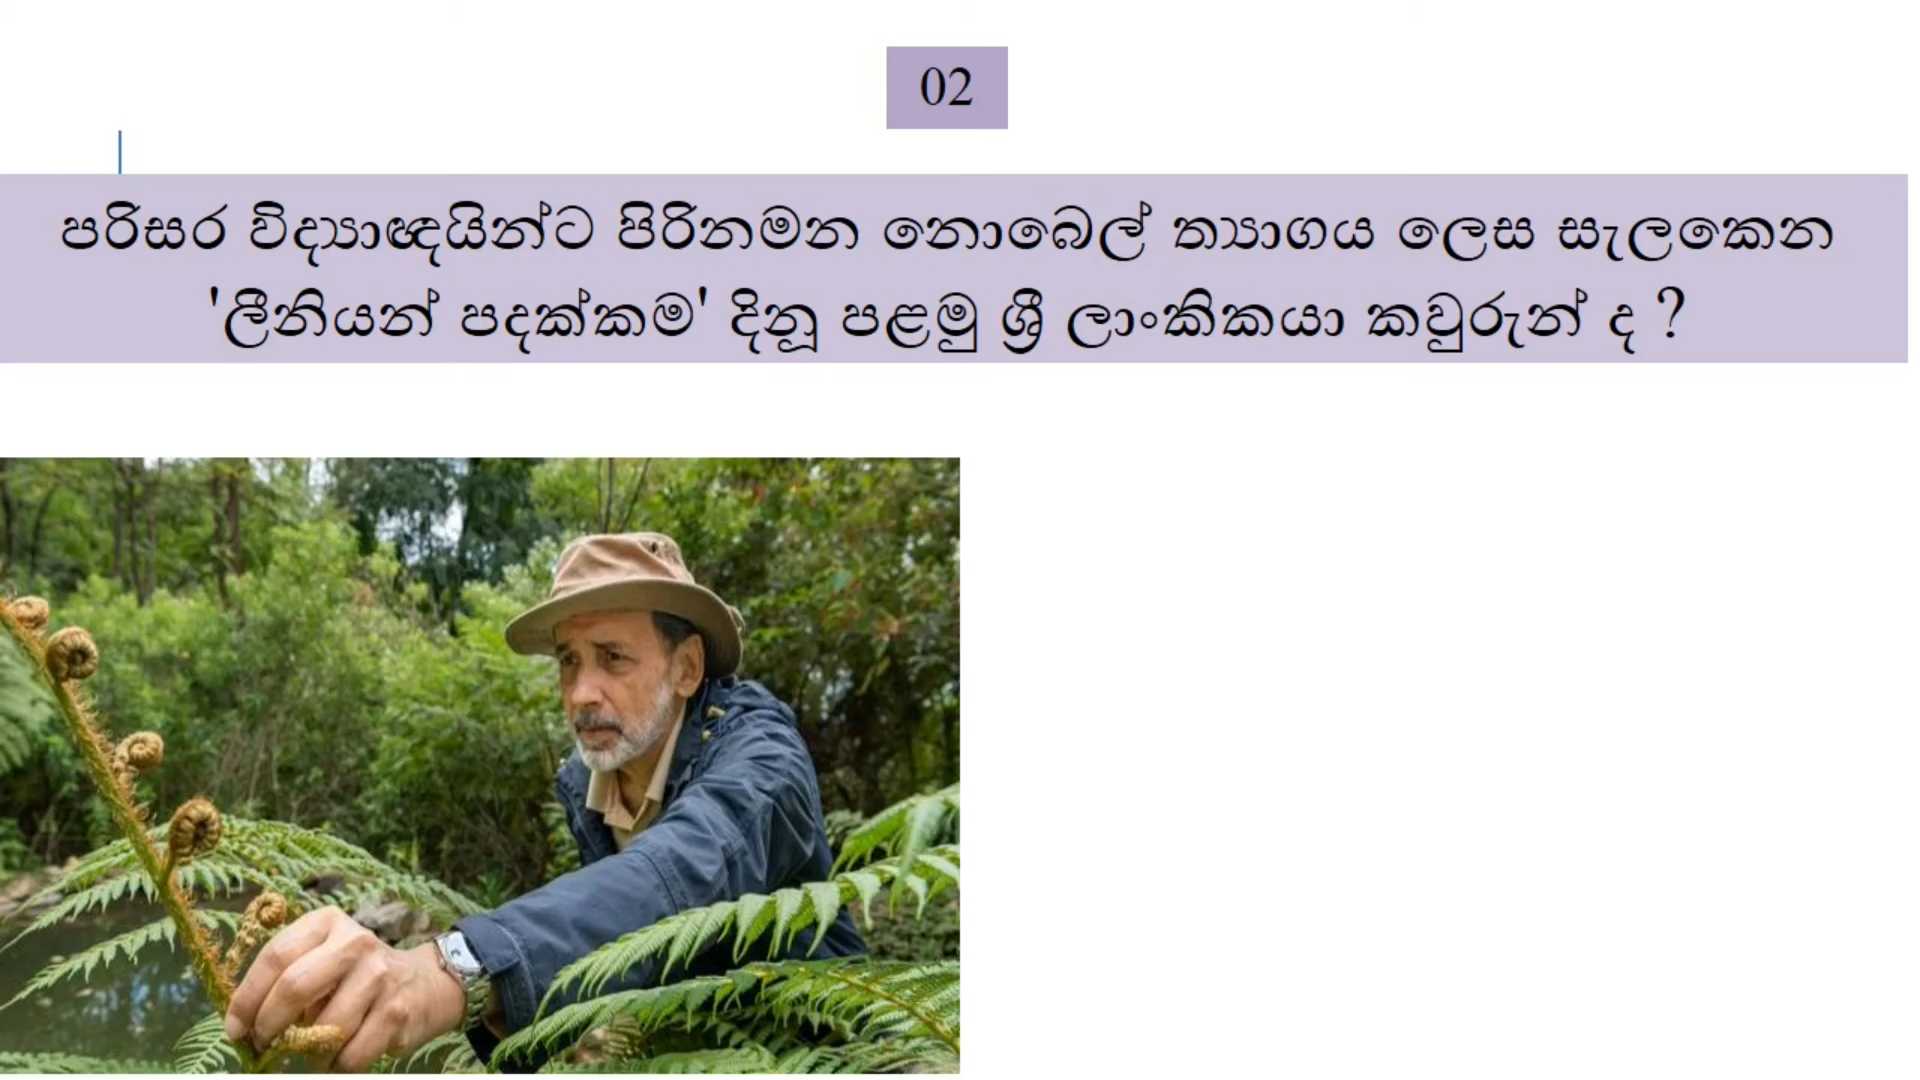 02
පරිසර විද්‍යාඥයින්ට පිරිනමන නොබෙල් ත්‍යාගය ලෙස සැලකෙන
'ලීනියන් පදක්කම' දිනූ පළමු ශ්‍රී ලාංකිකයා කවුරුන් ද ?